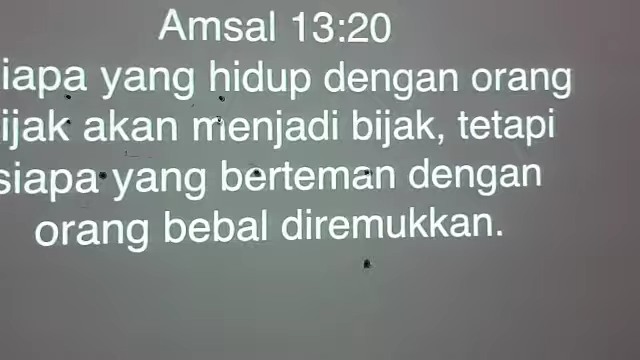 Amsal 13:20
iapa yang hidup dengan orang
ijak akan menjadi bijak, tetapi
siapa yang berteman dengan
orang bebal diremukkan.